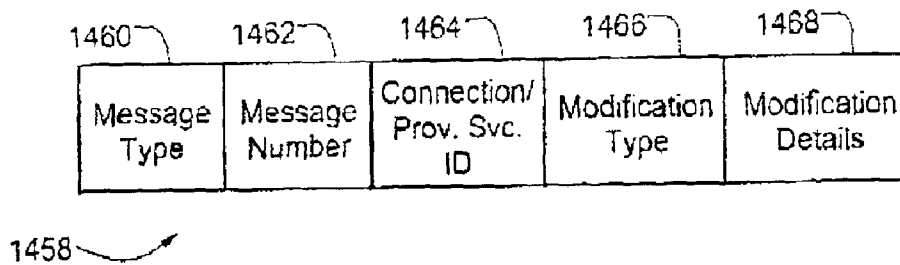 1460 1462 1464 1466 1468
Message Type
Message Number
Connection/ Prov. Svc. ID
Modification Type
Modification Details
1458